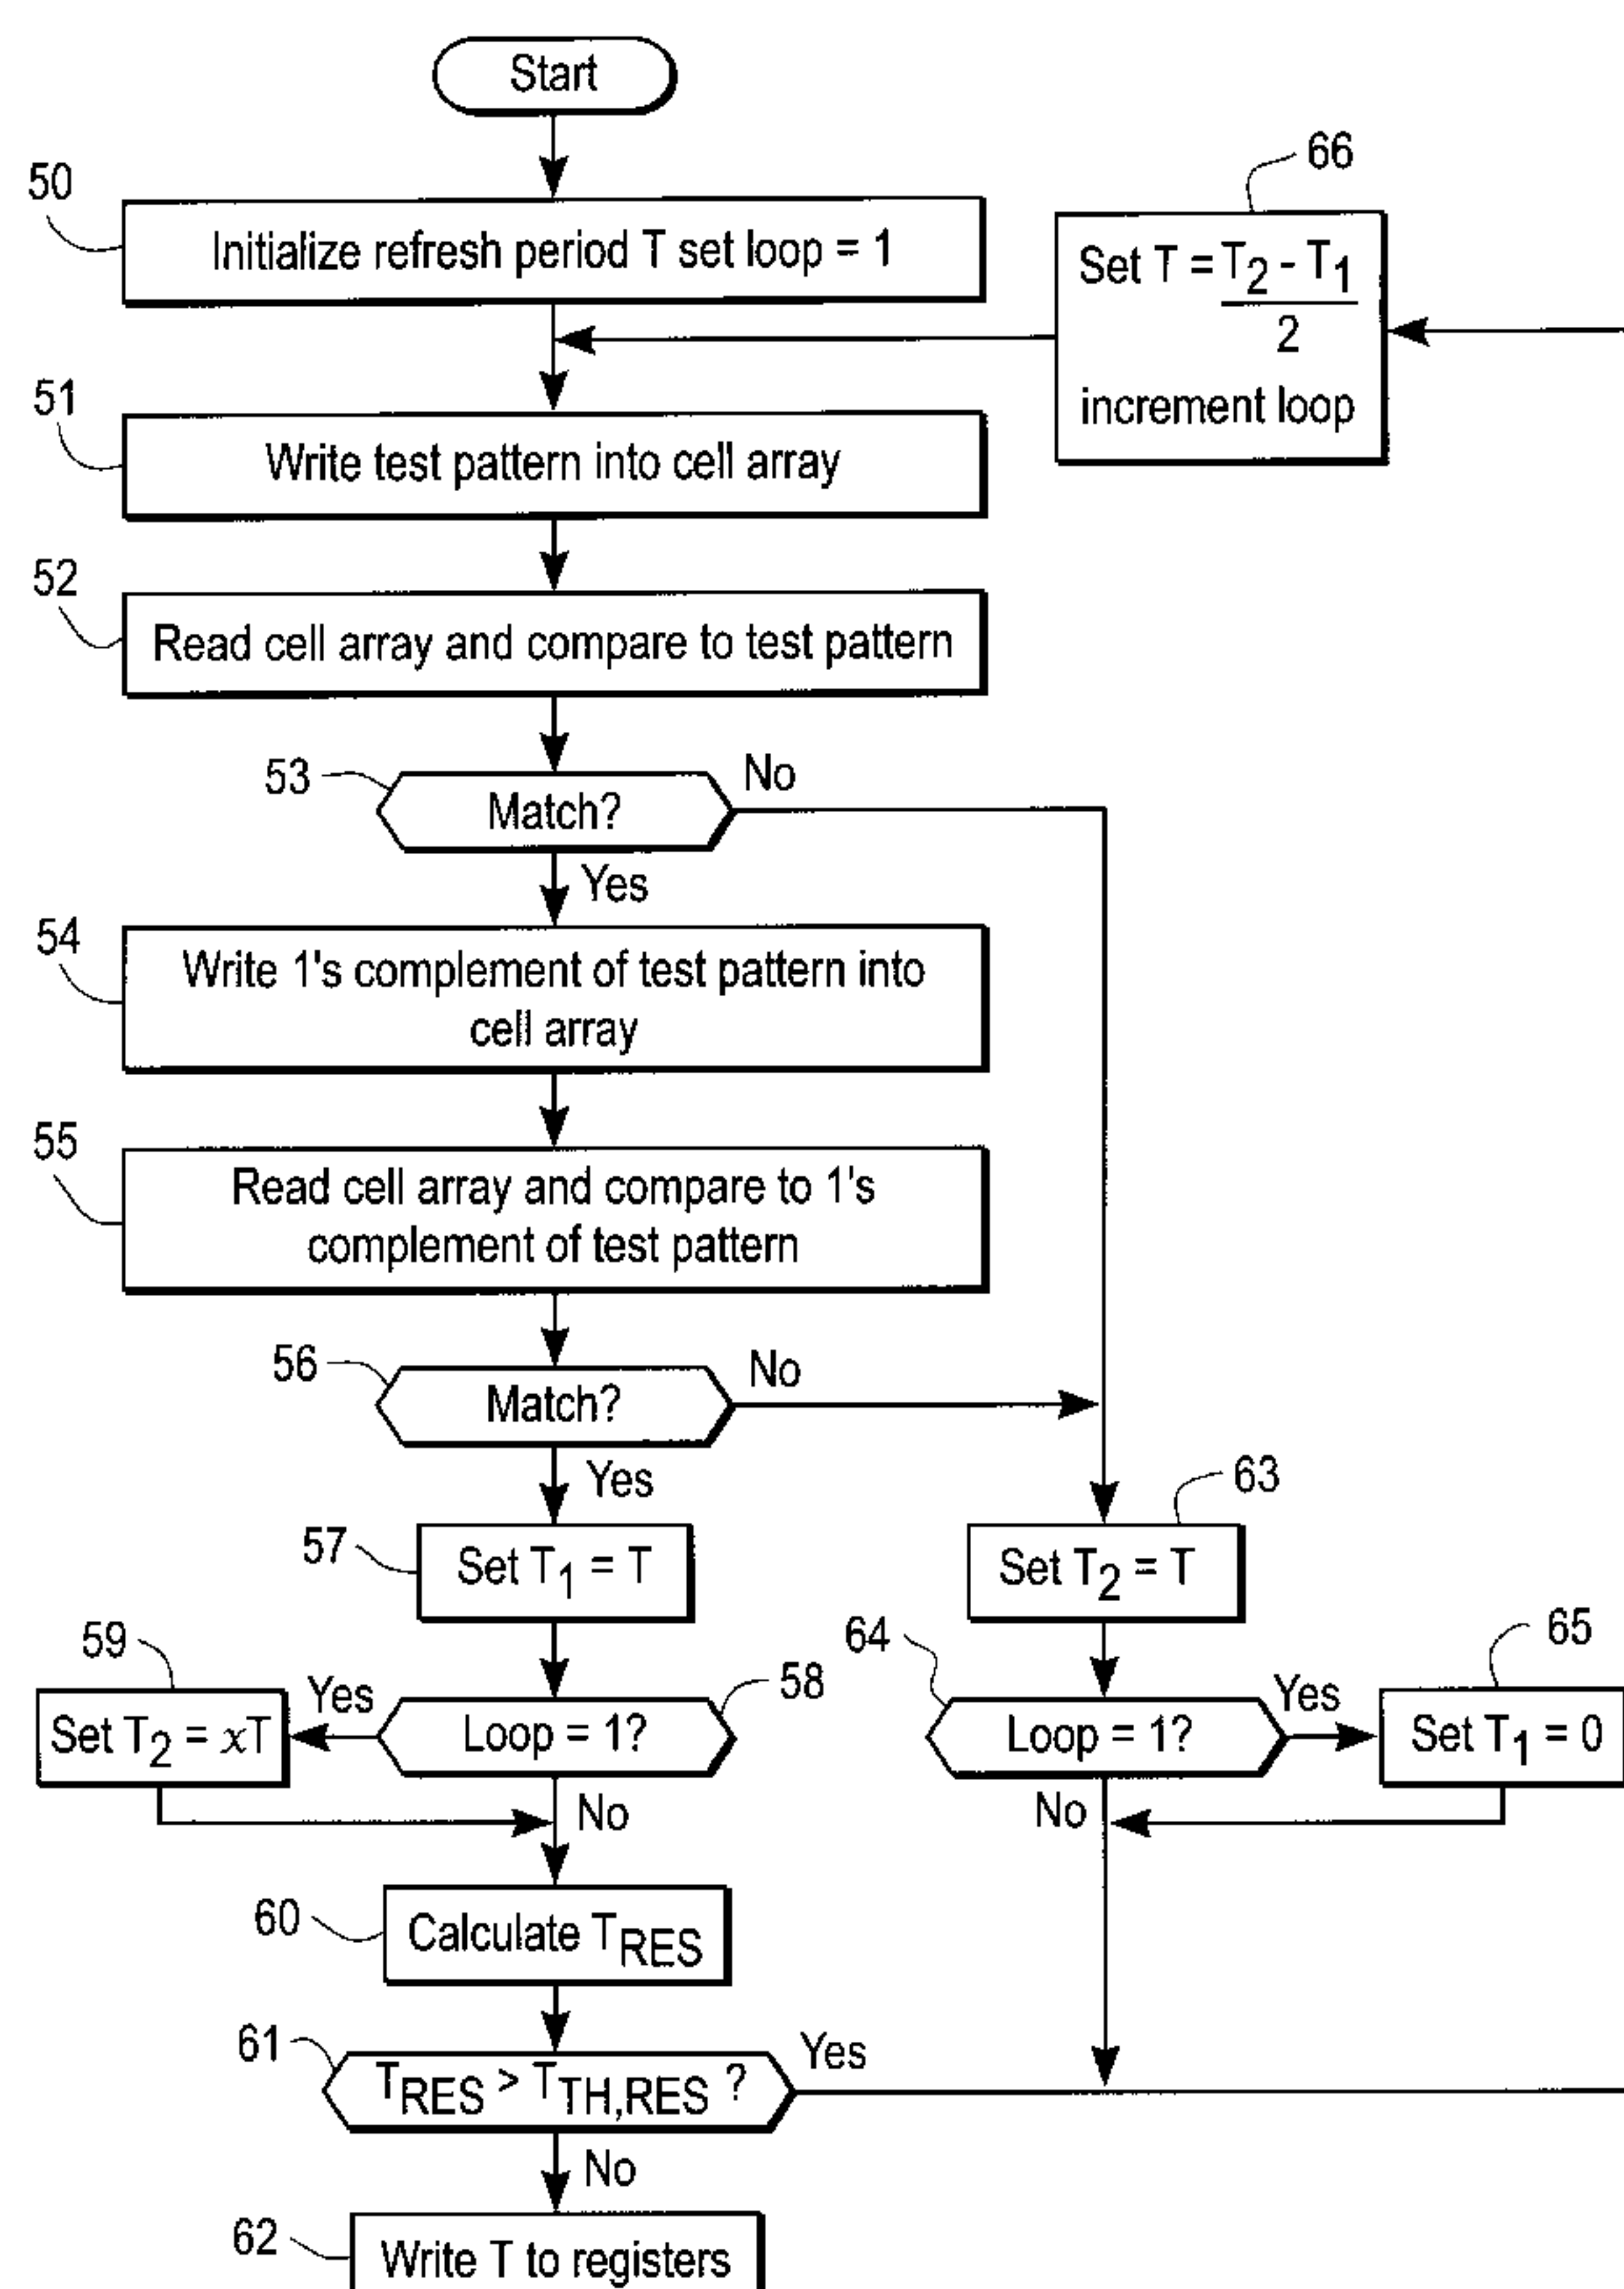 Start
50
Initialize refresh period T set loop = 1
66
Set T = T2 - T1
2
increment loop
51
Write test pattern into cell array
52
Read cell array and compare to test pattern
53
Match?
No
Yes
54
Write 1's complement of test pattern into
cell array
55
Read cell array and compare to 1's
complement of test pattern
56
Match?
No
Yes
57
Set T1 = T
63
Set T2 = T
59
Set T2 = xT
Yes
Loop = 1?
58
No
64
Loop = 1?
Yes
65
Set T1 = 0
No
60
Calculate TRES
61
TRES > TTH,RES ?
Yes
No
62
Write T to registers